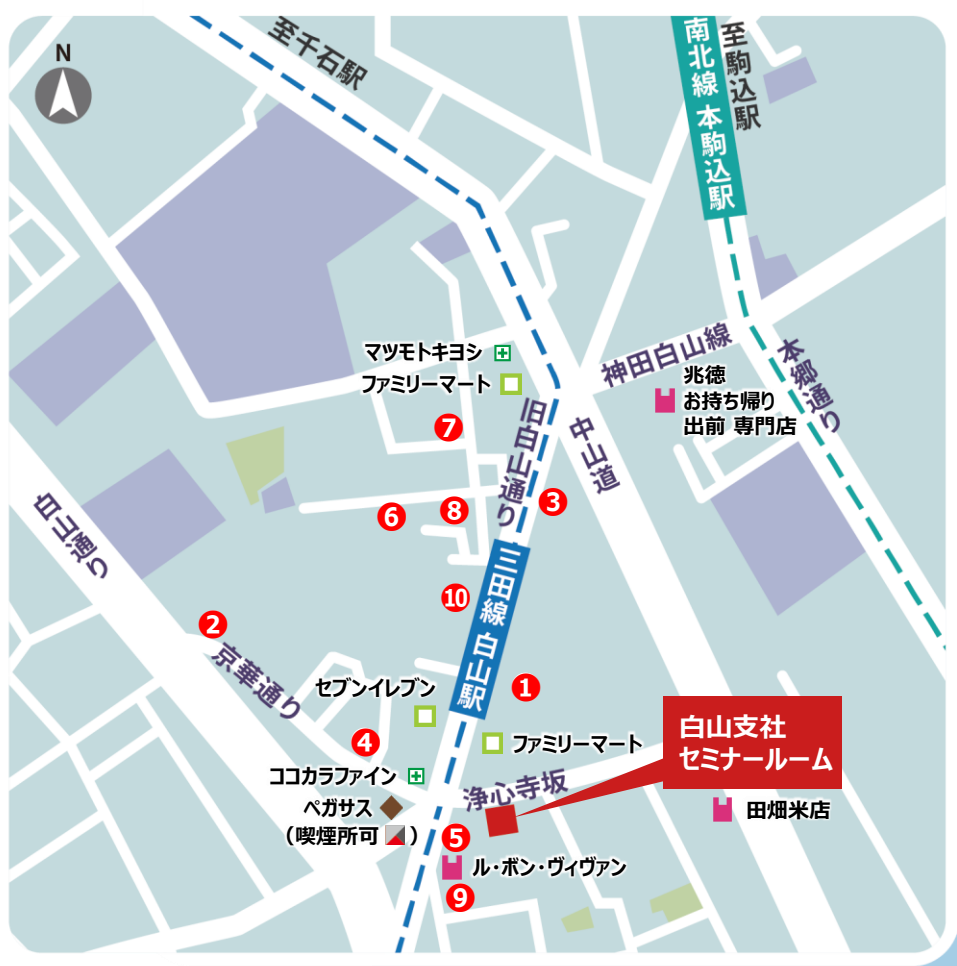 N
至千石駅
南北線 本駒込駅
至駒込駅
マツモトキヨシ
ファミリーマート
神田白山線
本郷通り
兆徳
お持ち帰り
出前 専門店
旧白山通り
中山道
7
3
6
8
白山通り
三田線 白山駅
10
2
京華通り
セブンイレブン
1
4
ファミリーマート
白山支社
セミナールーム
ココカラファイン
浄心寺坂
ペガサス
(喫煙所可 )
田畑米店
5
ル・ボン・ヴィヴァン
9